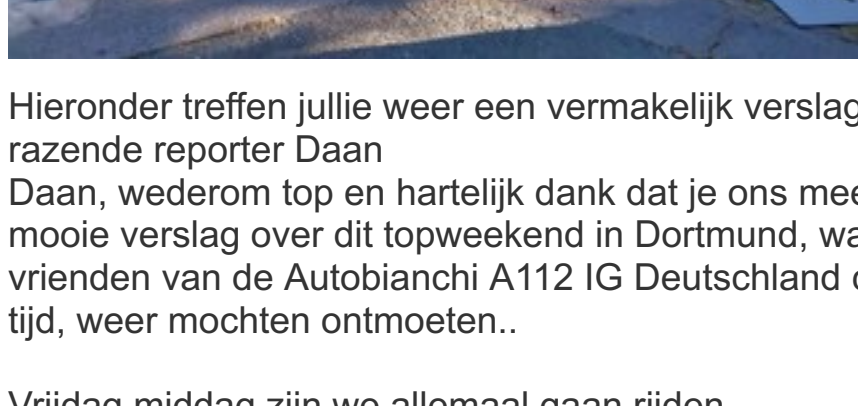 Hieronder treffen jullie weer een vermakelijk verslag
razende reporter Daan
Daan, wederom top en hartelijk dank dat je ons mee
mooie verslag over dit topweekend in Dortmund, wa
vrienden van de Autobianchi A112 IG Deutschland
tijd, weer mochten ontmoeten..
Vrijdag middag zijn we allemaal gaan rijden